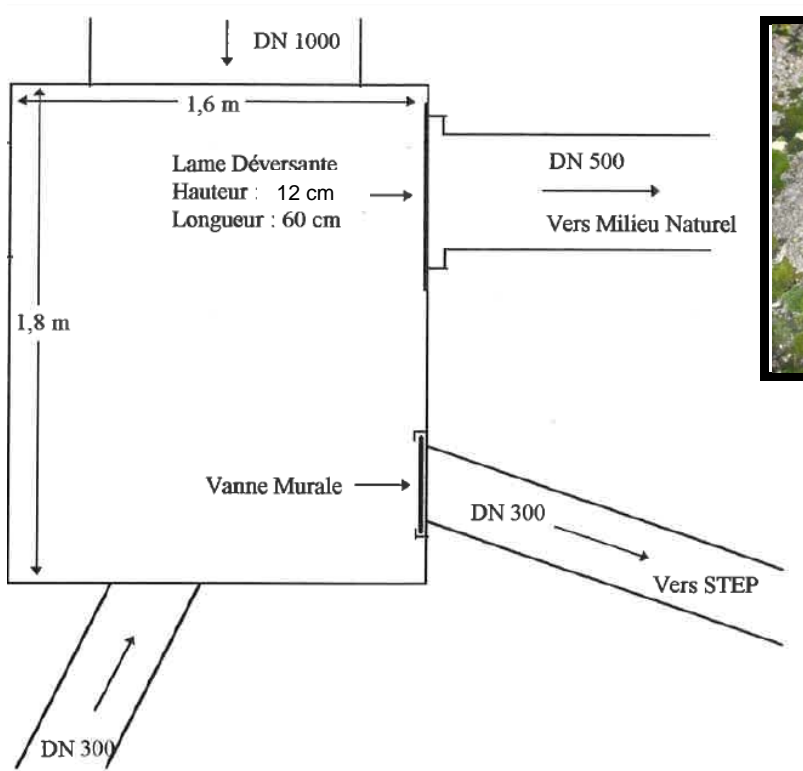 DN 1000
1,6 m
Lame Déversante
Hauteur : 12 cm
Longueur : 60 cm
DN 500
Vers Milieu Naturel
1,8 m
Vanne Murale
DN 300
Vers STEP
DN 300